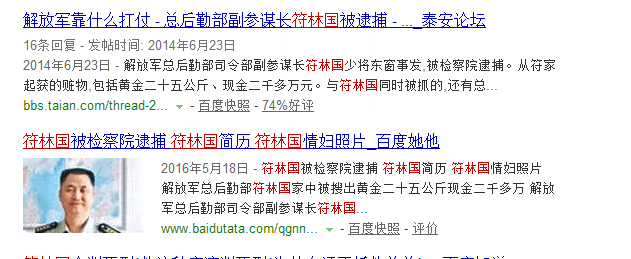 解放军靠什么打仗 - 总后勤部副参谋长符林国被逮捕 - ..._泰安论坛
16条回复 - 发帖时间: 2014年6月23日
2014年6月23日 - 解放军总后勤部司令部副参谋长符林国少将东窗事发,被检察院逮捕。从符家
起获的赃物,包括黄金二十五公斤、现金二千多万元。与符林国同时被抓的,还有总...
bbs.taian.com/thread-2... - 百度快照 - 74%好评
符林国被检察院逮捕 符林国简历 符林国情妇照片_百度她他
2016年5月18日 - 符林国被检察院逮捕 符林国简历 符林国情妇照片
解放军总后勤部符林国家中被搜出黄金二十五公斤现金二千多万 解放
军总后勤部司令部副参谋长符林国...
www.baidutata.com/qgnn... - 百度快照 - 评价